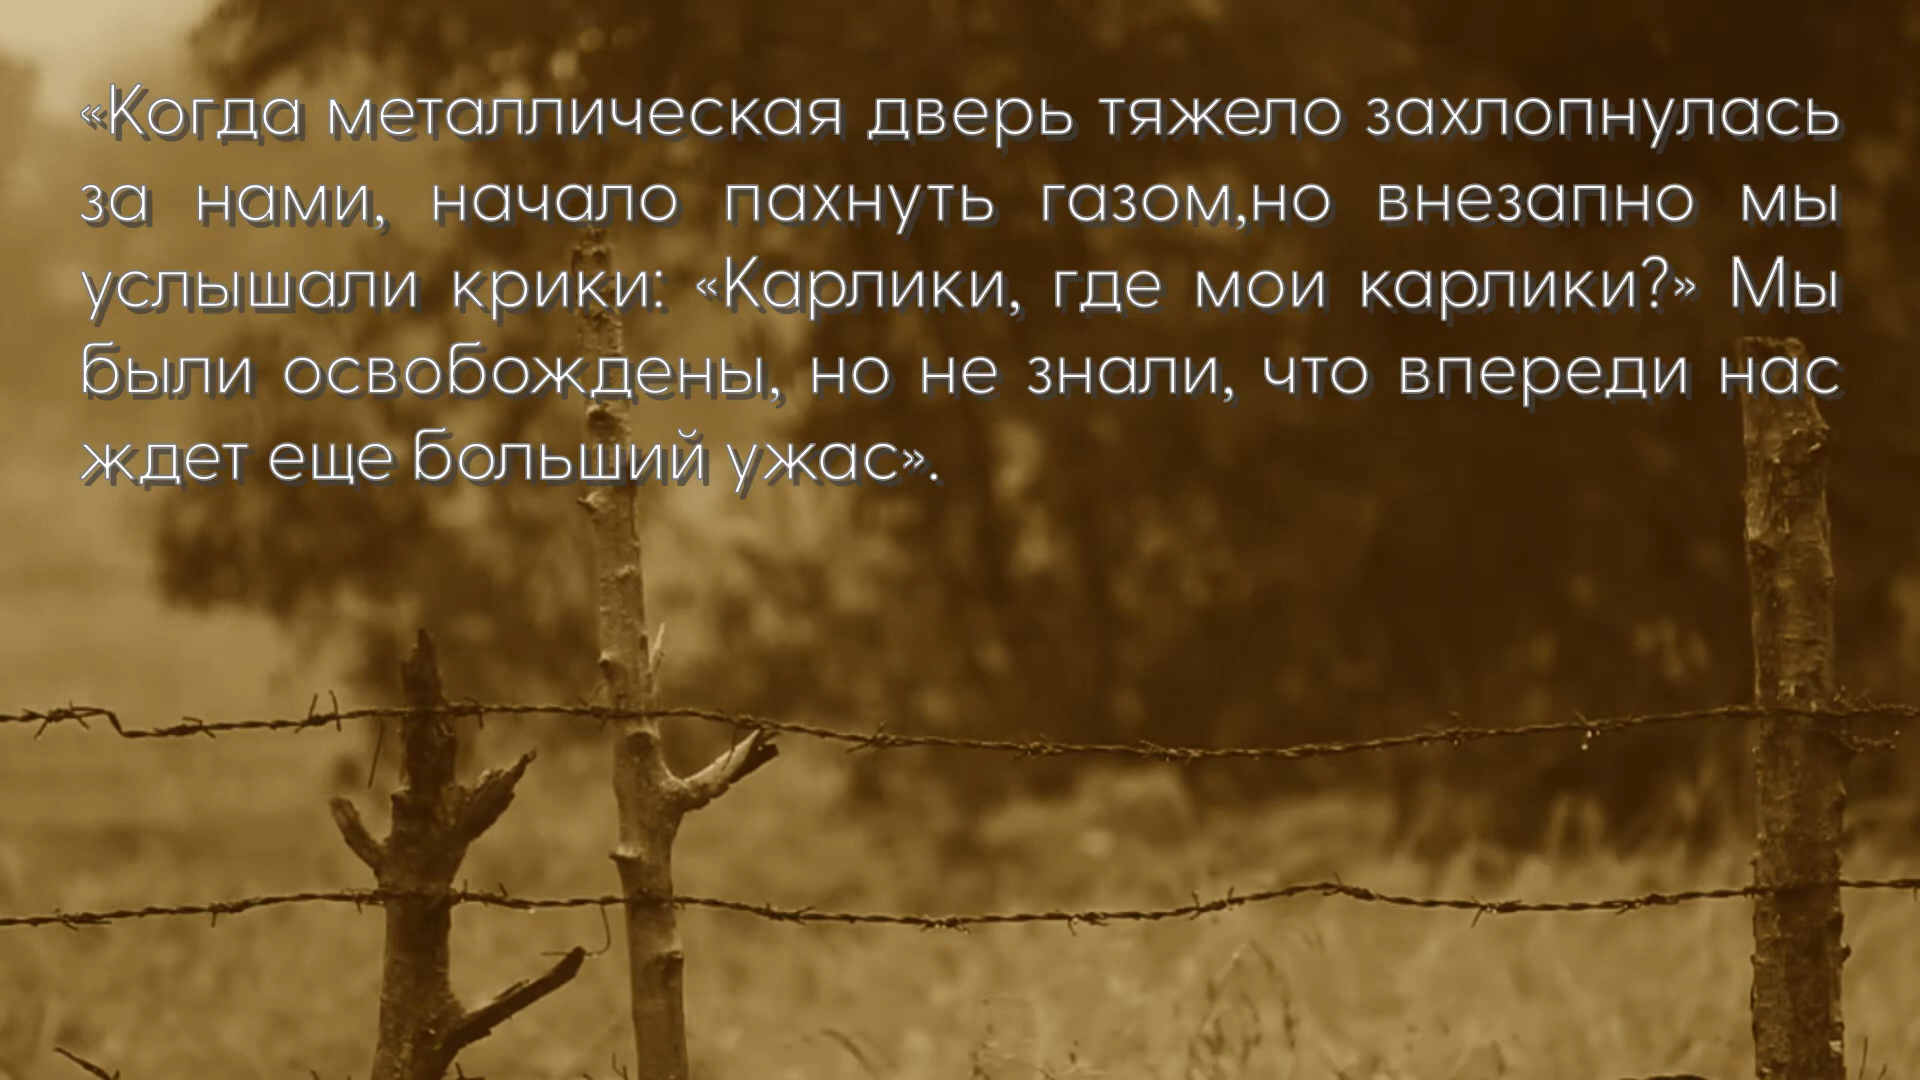 «Когда металлическая дверь тяжело захлопнулась
за нами, начало пахнуть газом,но внезапно мы
услышали крики: «Карлики, где мои карлики?» Мы
были освобождены, но не знали, что впереди нас
ждет еще больший ужас».